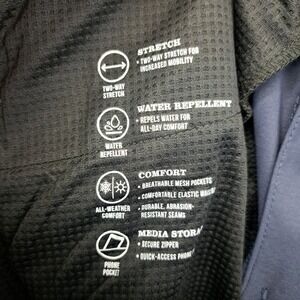 STRETCH
• TWO-WAY STRETCH FOR
INCREASED MOBILITY
TWO-WAY
STRETCH
WATER REPELLENT
• REPELS WATER FOR
ALL-DAY COMFORT
WATER
REPELLENT
COMFORT
• BREATHABLE MESH POCKETS
• COMFORTABLE ELASTIC
• DURABLE, ABRASION-
RESISTANT SEAMS
ALL-WEATHER
COMFORT
MEDIA STORA
• SECURE ZIPPER
• QUICK-ACCESS PHONE
PHONE
POCKET